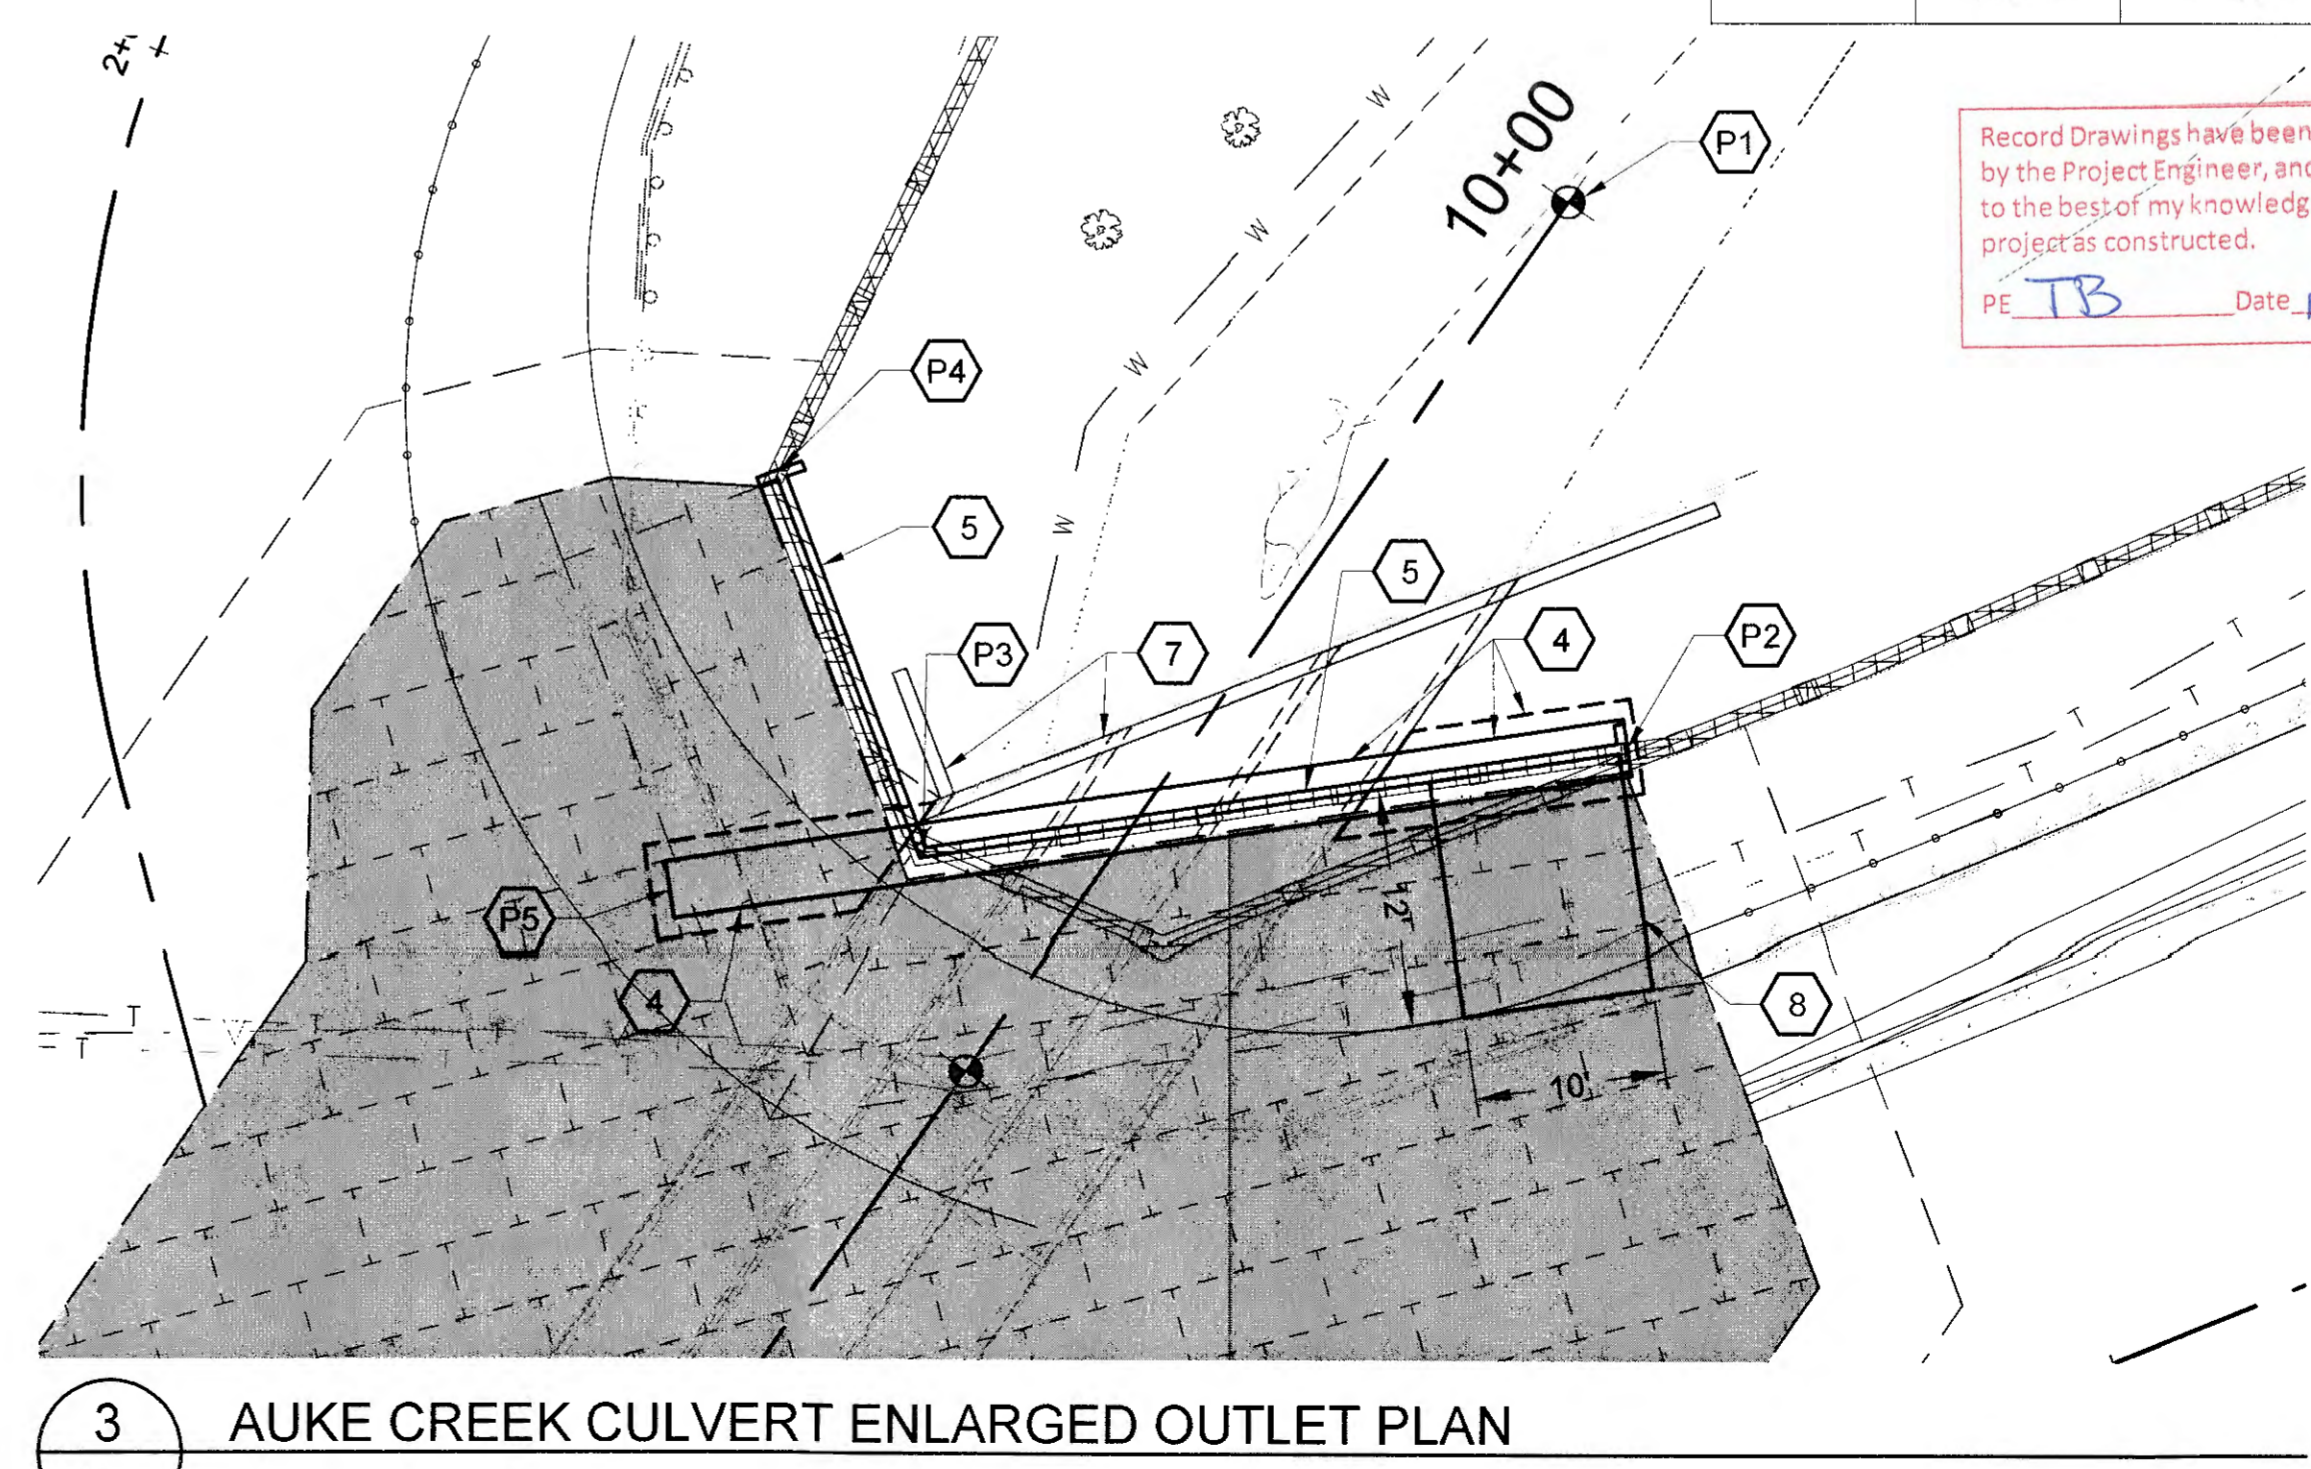 10+00
P1
Record Drawings have been
by the Project Engineer, and
to the best of my knowledg
project as constructed.
PE TB Date
W
W
W
W
P4
5
5
P3
7
4
P2
P5
4
12'
8
10'
T
T
T
T
T
T
T
T
T
3 AUKE CREEK CULVERT ENLARGED OUTLET PLAN